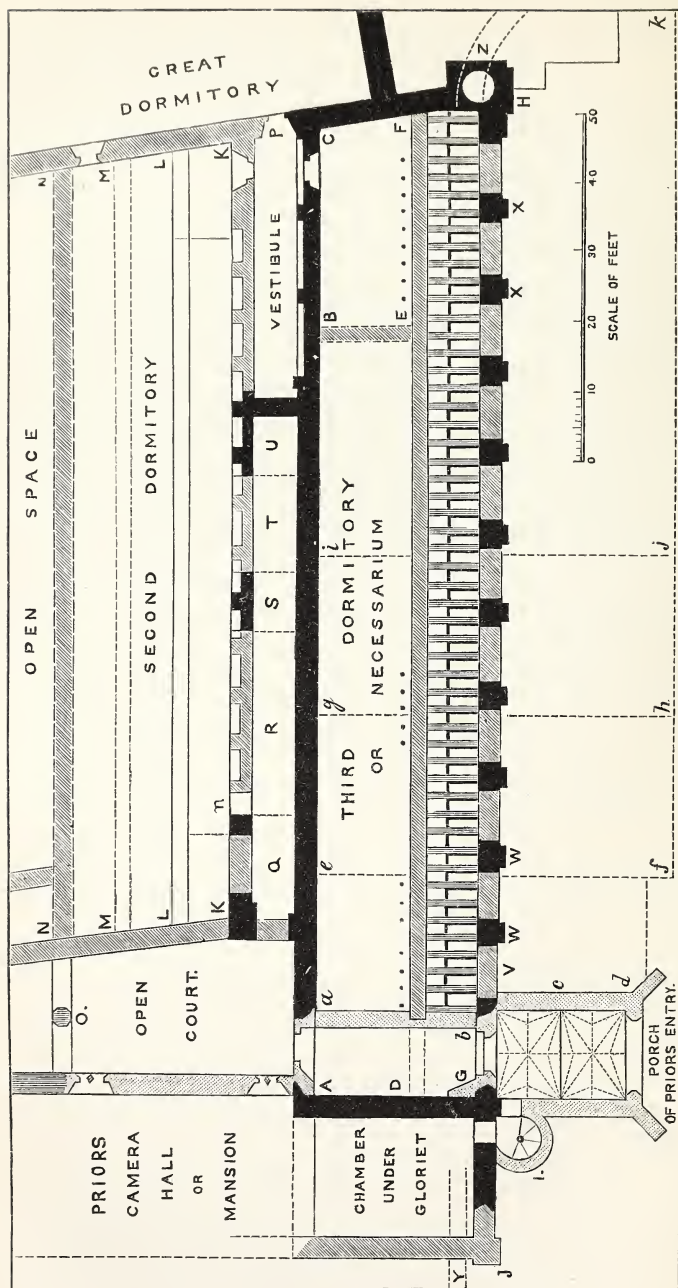 GREAT
DORMITORY
OPEN SPACE
N
M
L
K
P
C
F
Z
H
k
SECOND DORMITORY
VESTIBULE
B
E
X
X
50
40
30
20
10
0
SCALE OF FEET
U
T
S
R
n
Q
i
j
THIRD DORMITORY
OR NECESSARIUM
g
h
e
f
N
M
L
K
W
W
V
O.
OPEN
COURT.
a
b
c
d
A
D
G
PORCH
OF PRIORS ENTRY.
PRIORS
CAMERA
HALL
OR
MANSION
CHAMBER
UNDER
GLORIET
I.
Y
J